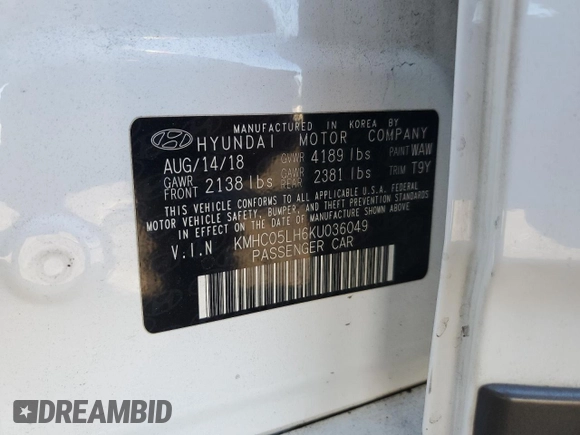 MANUFACTURED IN KOREA BY
HYUNDAI MOTOR COMPANY
AUG/14/18 GVWR 4189 lbs PAINT WAW
GAWR FRONT 2138 lbs GAWR REAR 2381 lbs TRIM T9Y
THIS VEHICLE CONFORMS TO ALL APPLICABLE U.S.A. FEDERAL
MOTOR VEHICLE SAFETY, BUMPER, AND THEFT PREVENTION STANDARDS
IN EFFECT ON THE DATE OF MANUFACTURE SHOWN ABOVE.
V.I.N KMHC05LH6KU036049
PASSENGER CAR
DREAMBID